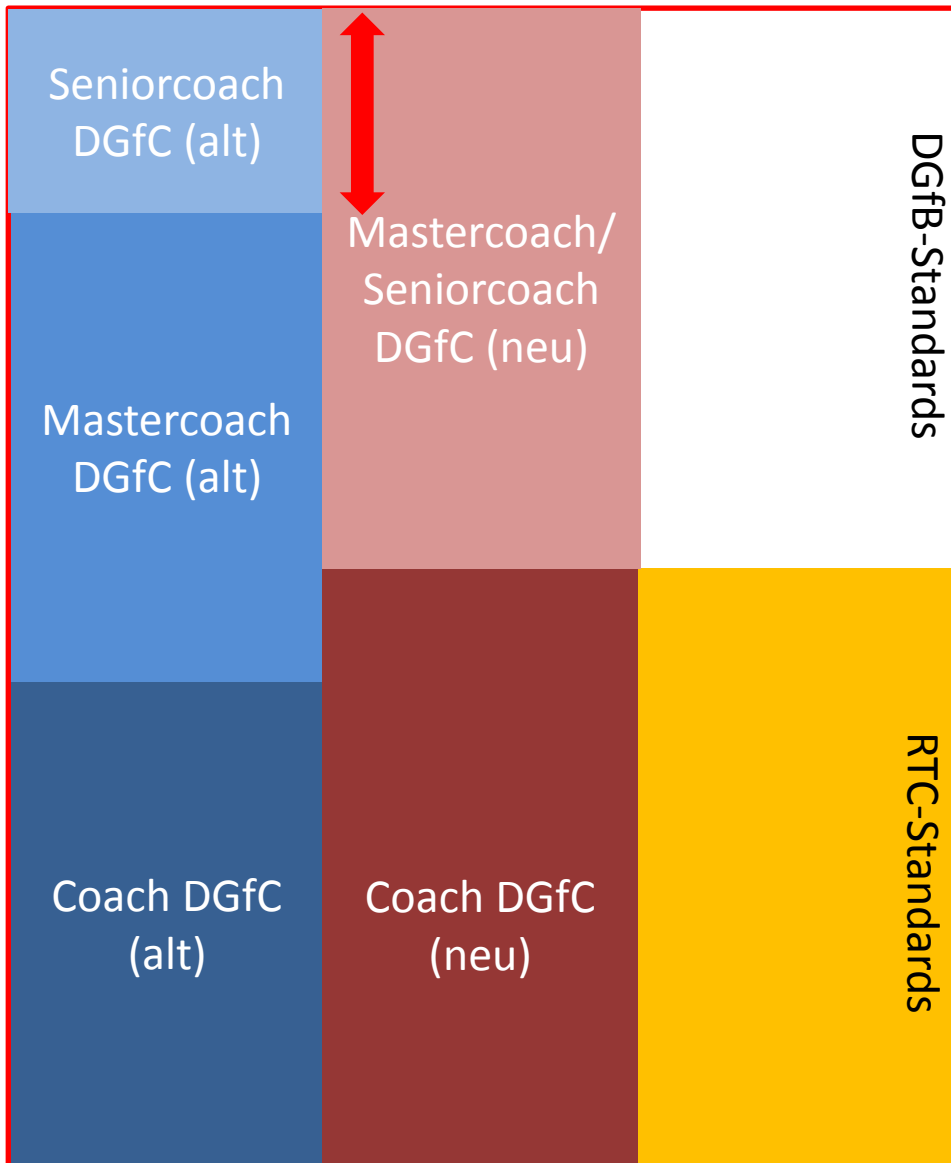 Seniorcoach
DGfC (alt)
Mastercoach
DGfC (alt)
Coach DGfC
(alt)
Mastercoach/
Seniorcoach
DGfC (neu)
Coach DGfC
(neu)
DGfB-Standards
RTC-Standards